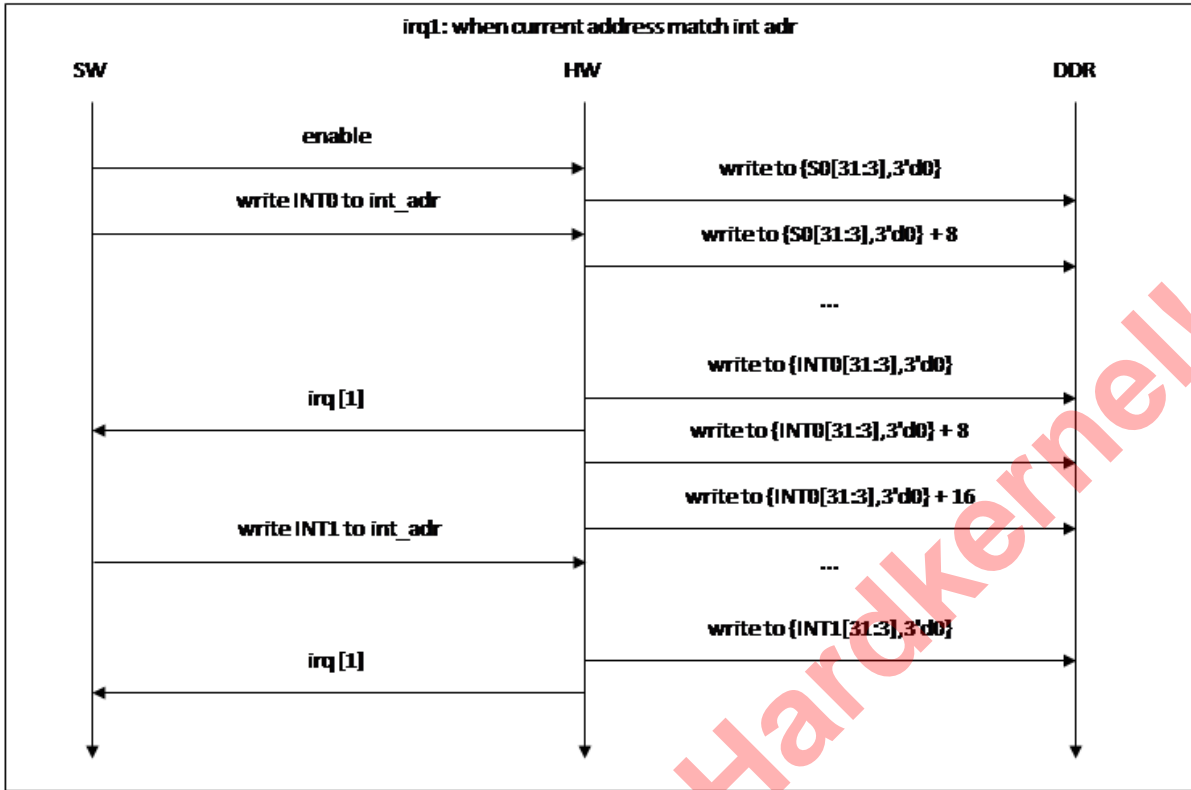 irq1: when current address match int adr
SW HW DDR
enable
write to {S0[31:3],3'd0}
write INT0 to int_adr
write to {S0[31:3],3'd0} + 8
...
write to {INT0[31:3],3'd0}
irq [1]
write to {INT0[31:3],3'd0} + 8
write to {INT0[31:3],3'd0} + 16
write INT1 to int_adr
...
write to {INT1[31:3],3'd0}
irq [1]
Hardkernel